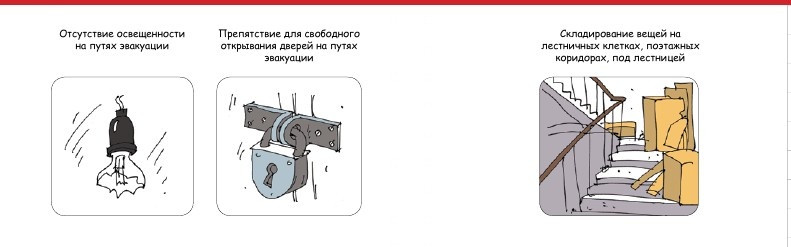 Отсутствие освещенности
на путях эвакуации
Препятствие для свободного
открывания дверей на путях
эвакуации
Складирование вещей на
лестничных клетках, поэтажных
коридорах, под лестницей